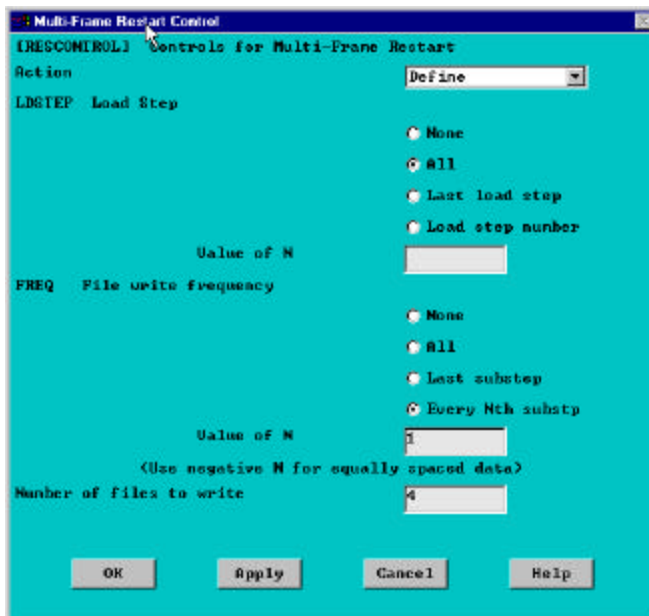 Multi-Frame Restart Control
[RESCONTROL] Controls for Multi-Frame Restart
Action
Define
LDSTEP Load Step
None
All
Last load step
Load step number
Value of N
FREQ File write frequency
None
All
Last substep
Every Nth substp
Value of N
1
(Use negative N for equally spaced data)
Number of files to write
4
OK
Apply
Cancel
Help